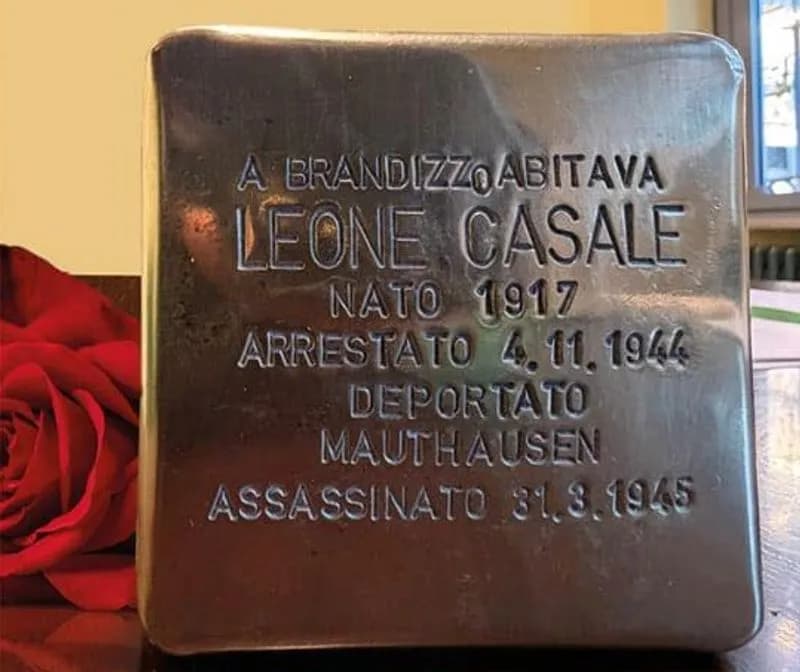 A BRANDIZZO ABITAVA
LEONE CASALE
NATO 1917
ARRESTATO 4.11.1944
DEPORTATO
MAUTHAUSEN
ASSASSINATO 31.3.1945